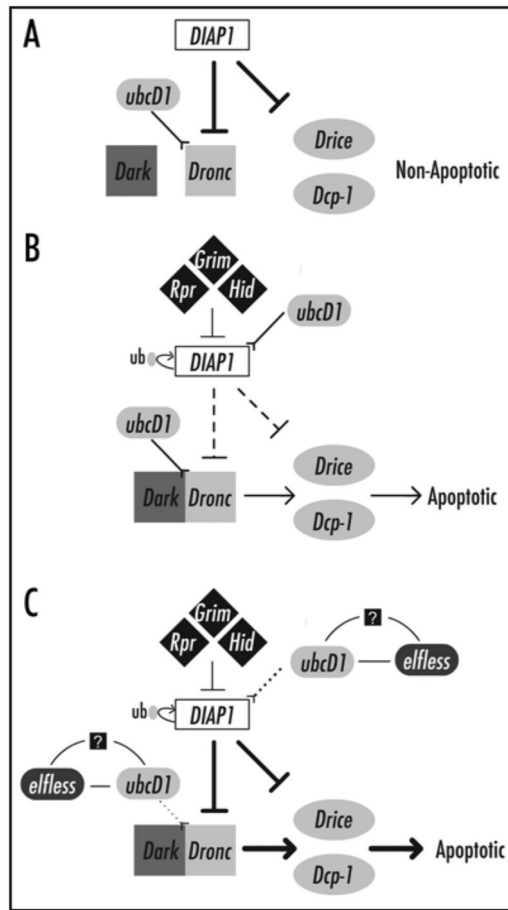 A
DIAP1
ubcD1
Dark Dronc
Drice
Dcp-1
Non-Apoptotic
B
Grim
Rpr Hid
ubcD1
ub DIAP1
ubcD1
Dark Dronc
Drice
Dcp-1
Apoptotic
C
Grim
Rpr Hid
?
ubcD1 elfless
ub DIAP1
?
elfless ubcD1
Dark Dronc
Drice
Dcp-1
Apoptotic